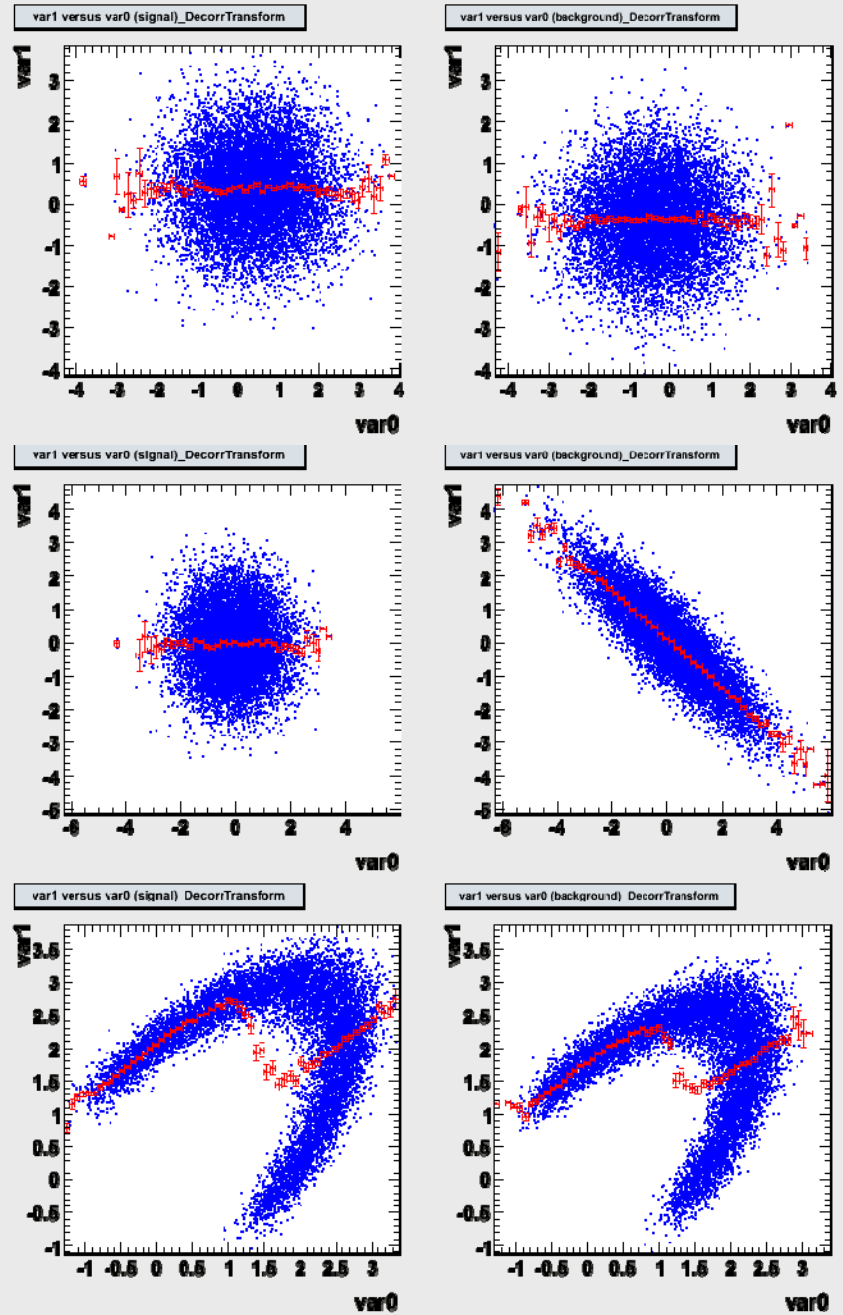 var1 versus var0 (signal)_DecorrTransform
var1 versus var0 (background)_DecorrTransform
var1
3
2
1
0
-1
-2
-3
-4
-4 -3 -2 -1 0 1 2 3 4
var0
var1
3
2
1
0
-1
-2
-3
-4
-4 -3 -2 -1 0 1 2 3 4
var0
var1 versus var0 (signal)_DecorrTransform
var1 versus var0 (background)_DecorrTransform
var1
4
3
2
1
0
-1
-2
-3
-4
-5
-6 -4 -2 0 2 4
var0
var1
4
3
2
1
0
-1
-2
-3
-4
-5
-6 -4 -2 0 2 4
var0
var1 versus var0 (signal)_DecorrTransform
var1 versus var0 (background)_DecorrTransform
var1
3.5
3
2.5
2
1.5
1
0.5
0
-0.5
-1
-1 -0.5 0 0.5 1 1.5 2 2.5 3
var0
var1
3.5
3
2.5
2
1.5
1
0.5
0
-0.5
-1
-1 -0.5 0 0.5 1 1.5 2 2.5 3
var0